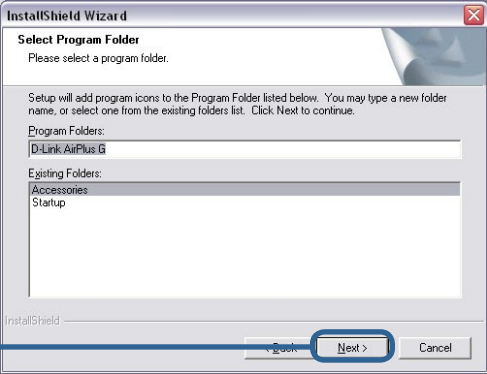 InstallShield Wizard
Select Program Folder
Please select a program folder.
Setup will add program icons to the Program Folder listed below. You may type a new folder
name, or select one from the existing folders list. Click Next to continue.
Program Folders:
D-Link AirPlus G
Existing Folders:
Accessories
Startup
InstallShield
< Back Next > Cancel